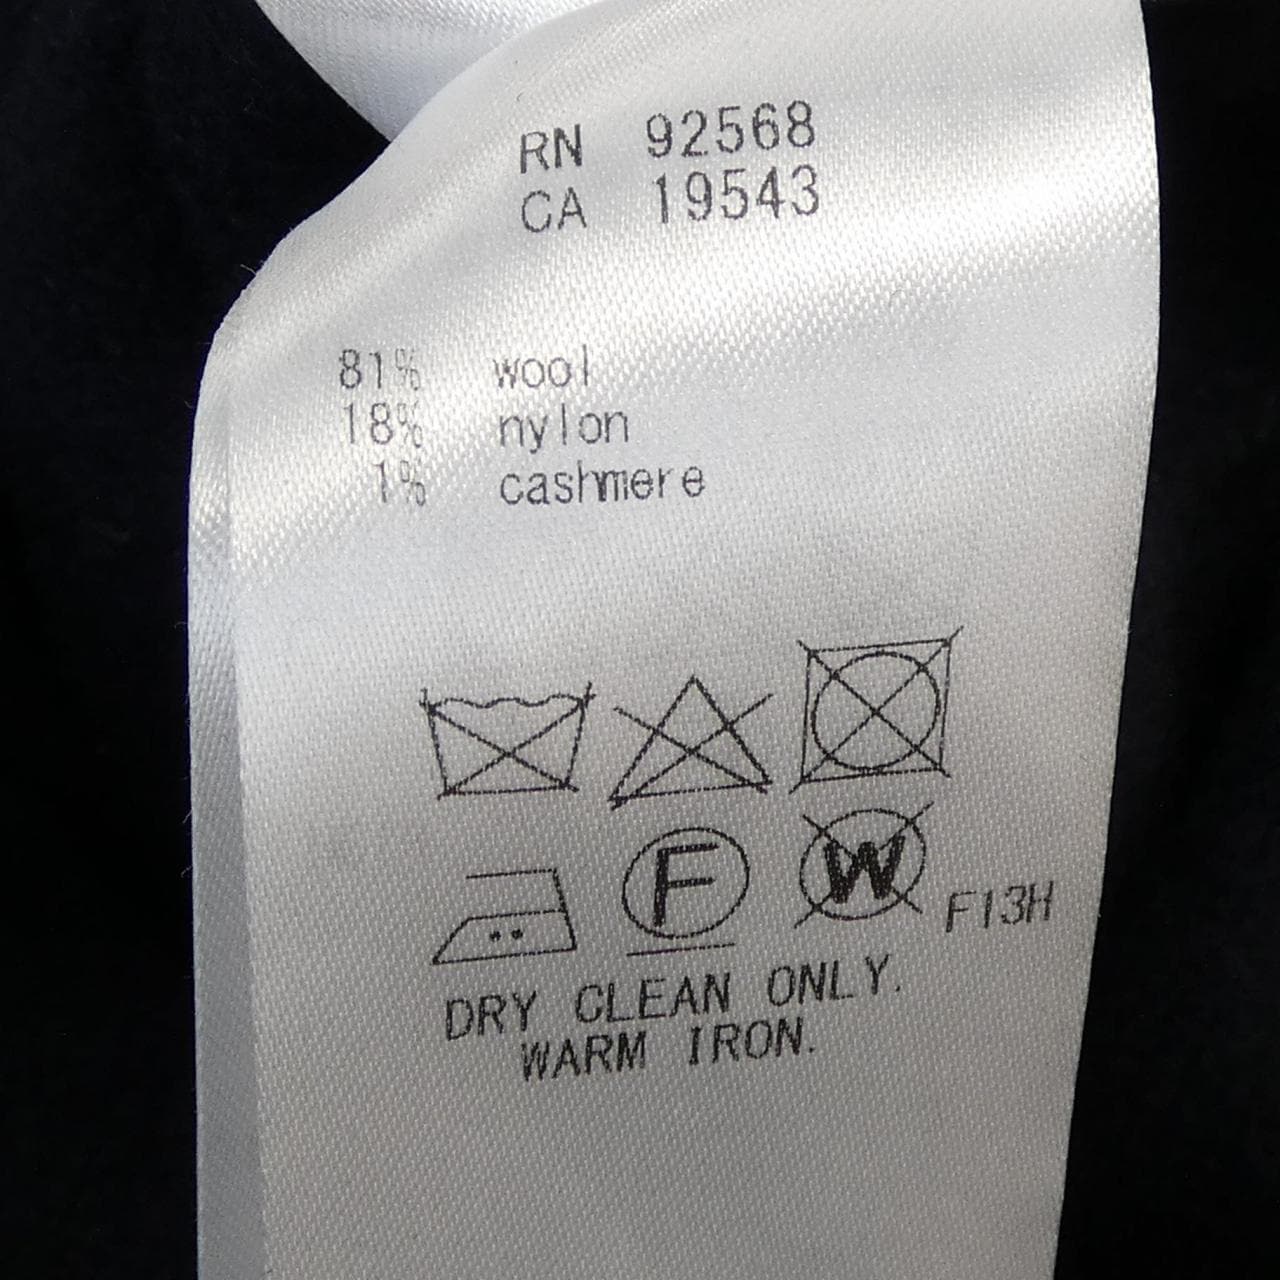 RN 92568
CA 19543
81% wool
18% nylon
1% cashmere
F W F13H
DRY CLEAN ONLY.
WARM IRON.